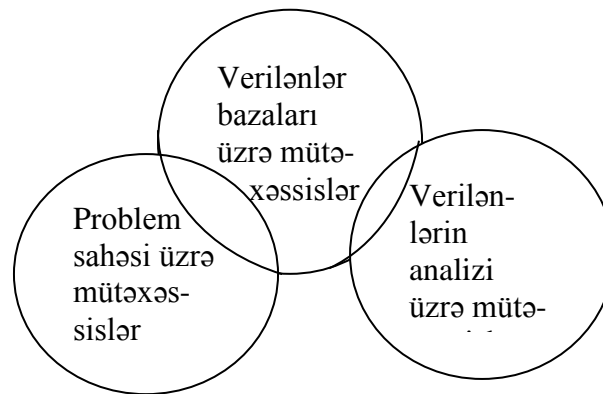 Verilənlər
bazaları
üzrə mütə-
xəssislər
Problem
sahəsi üzrə
mütəxəs-
sislər
Verilən-
lərin
analizi
üzrə mütə-